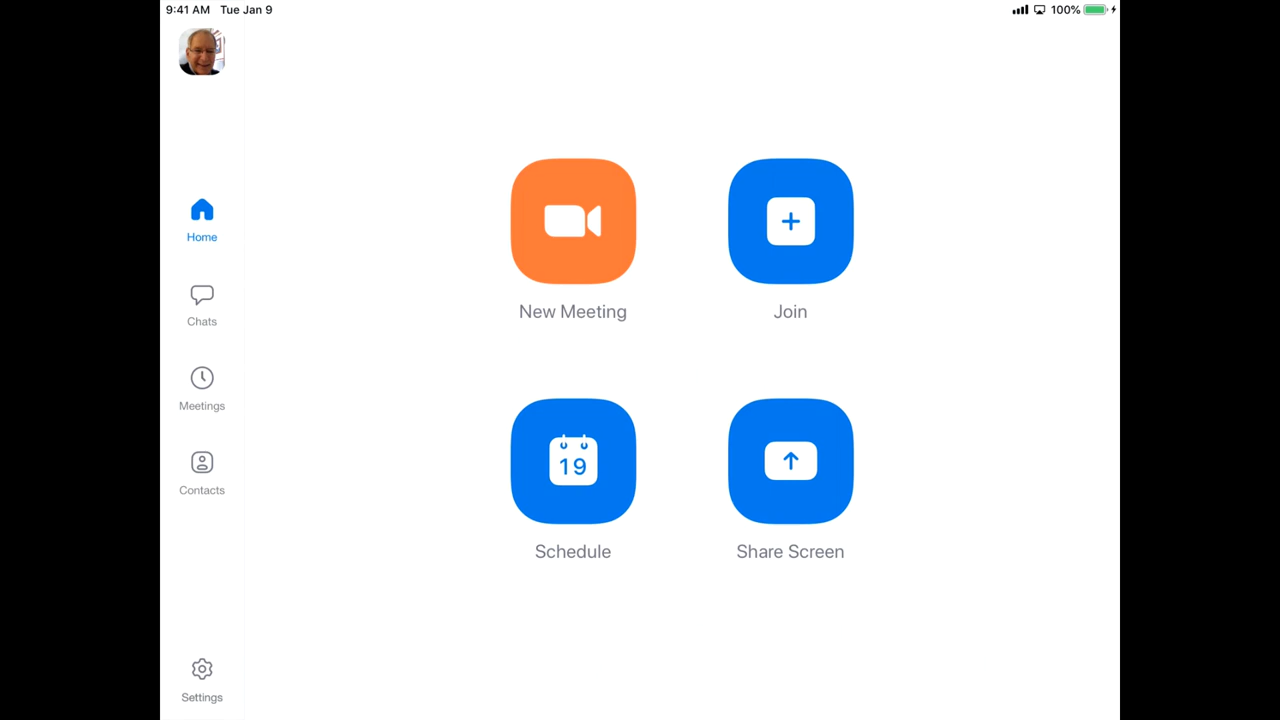 9:41 AM Tue Jan 9
100%
Home
Chats
Meetings
Contacts
Settings
New Meeting
Join
19
Schedule
Share Screen